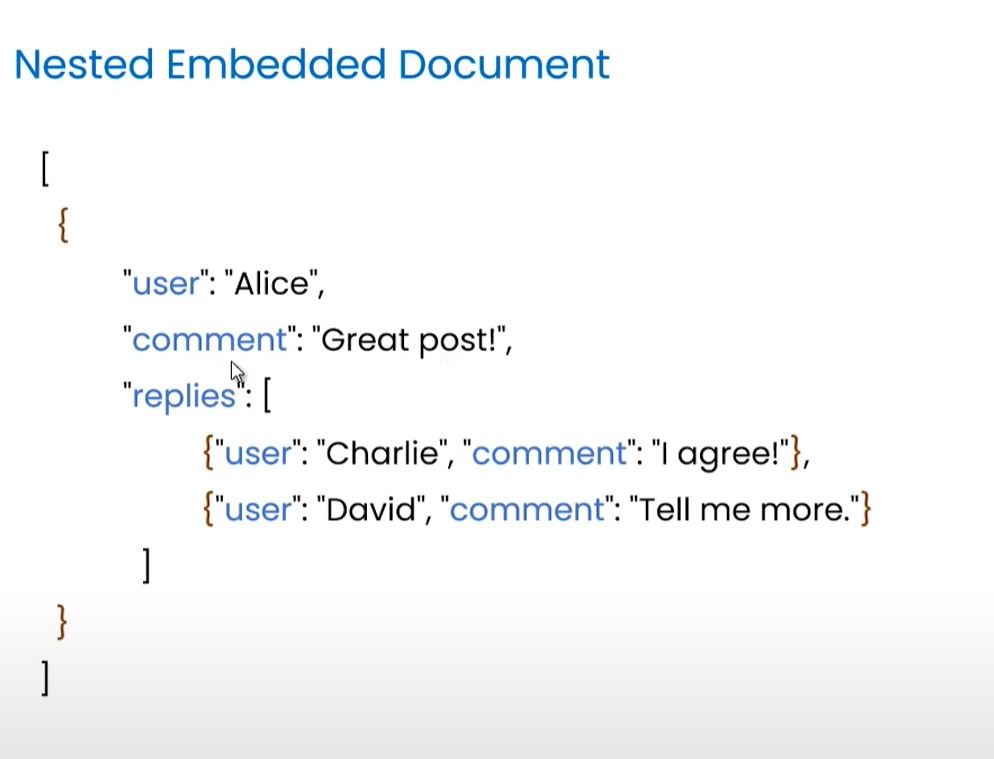 Nested Embedded Document
[
{
"user": "Alice",
"comment": "Great post!",
"replies": [
{"user": "Charlie", "comment": "I agree!"},
{"user": "David", "comment": "Tell me more."}
]
}
]